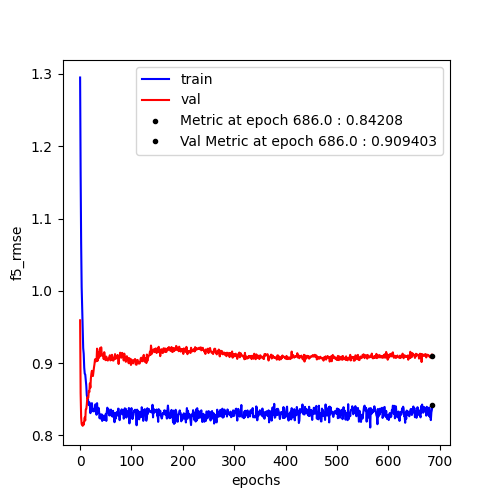 train
val
Metric at epoch 686.0 : 0.84208
Val Metric at epoch 686.0 : 0.909403
1.3
1.2
1.1
1.0
0.9
0.8
f5_rmse
0 100 200 300 400 500 600 700
epochs